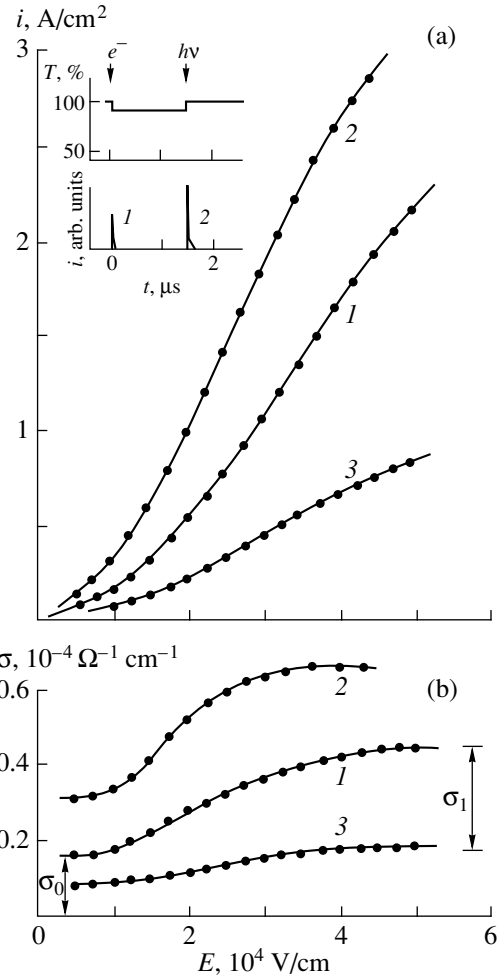 i, A/cm²
(a)
3
e⁻ hν
T, %
100
50
i, arb. units
1 2
0 2
t, μs
2
2
1
1
3
σ, 10⁻⁴ Ω⁻¹ cm⁻¹
(b)
0.6
2
0.4
1
σ₁
0.2
3
σ₀
0 2 4 6
E, 10⁴ V/cm